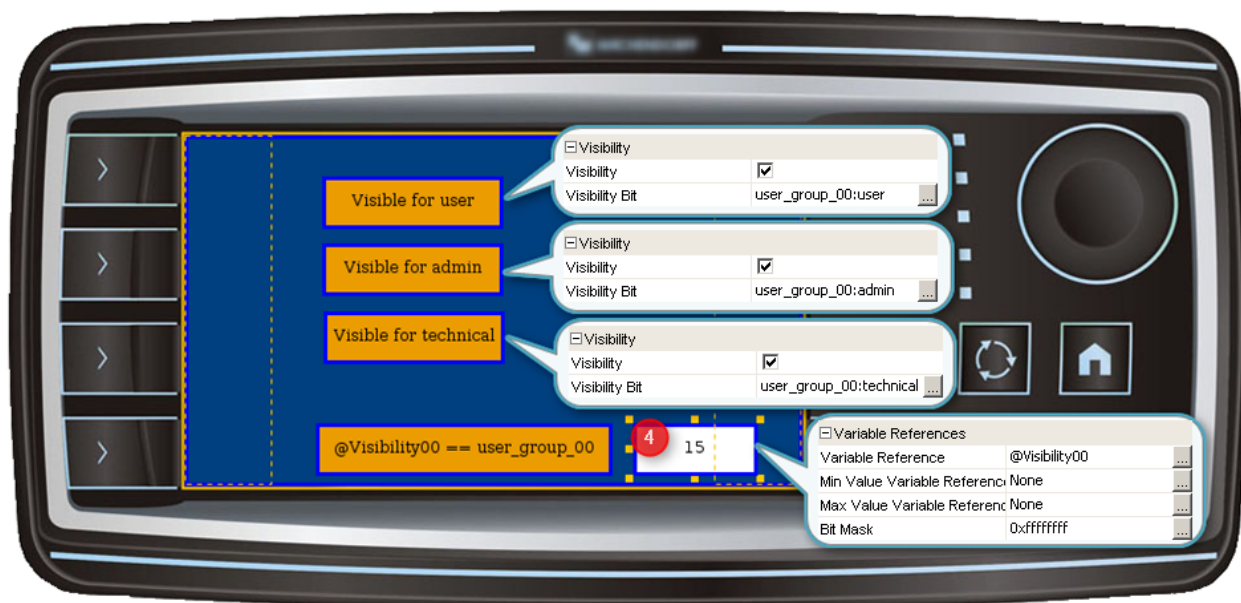 Visible for user
Visibility
Visibility
Visibility Bit user_group_00:user ...
Visible for admin
Visibility
Visibility
Visibility Bit user_group_00:admin ...
Visible for technical
Visibility
Visibility
Visibility Bit user_group_00:technical ...
@Visibility00 == user_group_00
4
15
Variable References
Variable Reference @Visibility00 ...
Min Value Variable Referenc None ...
Max Value Variable Referenc None ...
Bit Mask 0xffffffff ...